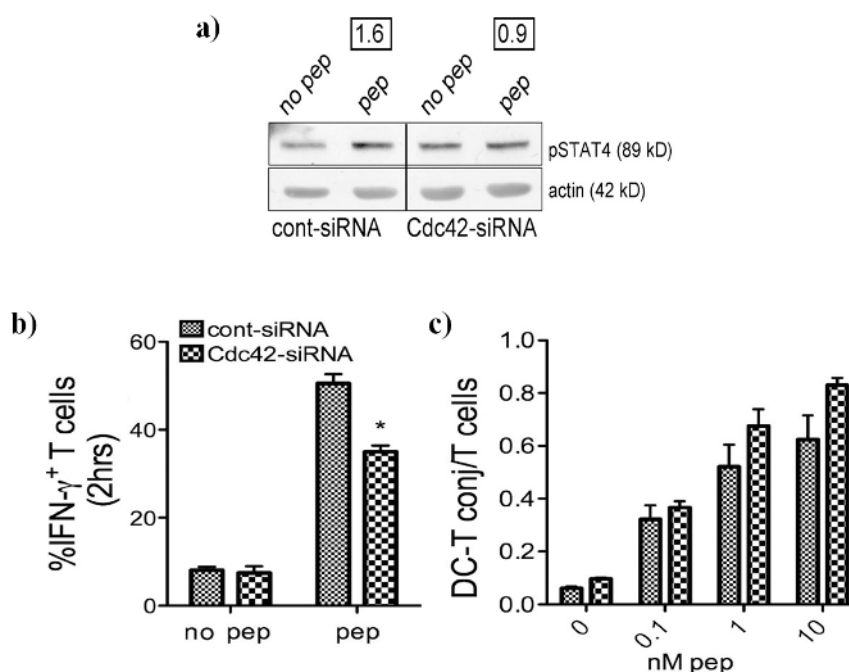 a)
1.6 0.9
no pep pep no pep pep
pSTAT4 (89 kD)
actin (42 kD)
cont-siRNA Cdc42-siRNA
b)
%IFN-γ+ T cells
(2hrs)
60
40
20
0
cont-siRNA
Cdc42-siRNA
*
no pep pep
c)
DC-T conj/T cells
1.0
0.8
0.6
0.4
0.2
0.0
0 0.1 1 10
nM pep